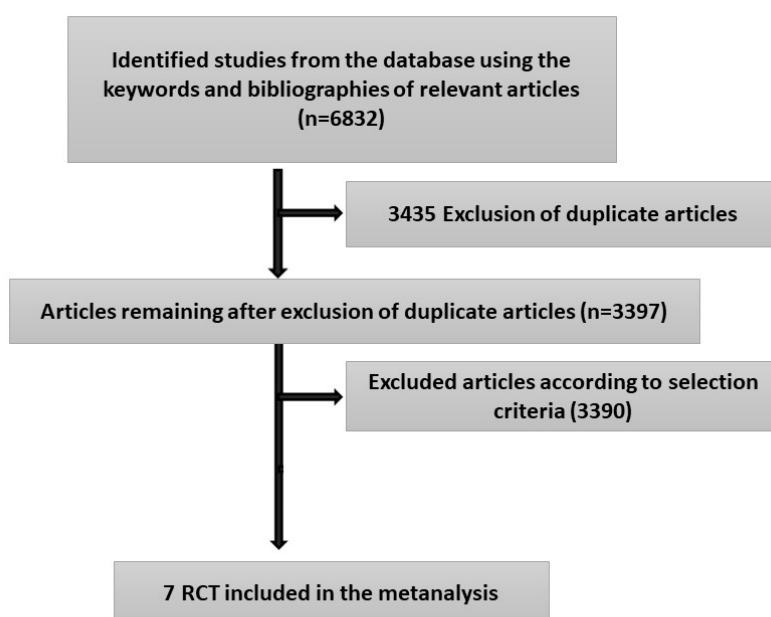 Identified studies from the database using the
keywords and bibliographies of relevant articles
(n=6832)
3435 Exclusion of duplicate articles
Articles remaining after exclusion of duplicate articles (n=3397)
Excluded articles according to selection
criteria (3390)
7 RCT included in the metanalysis